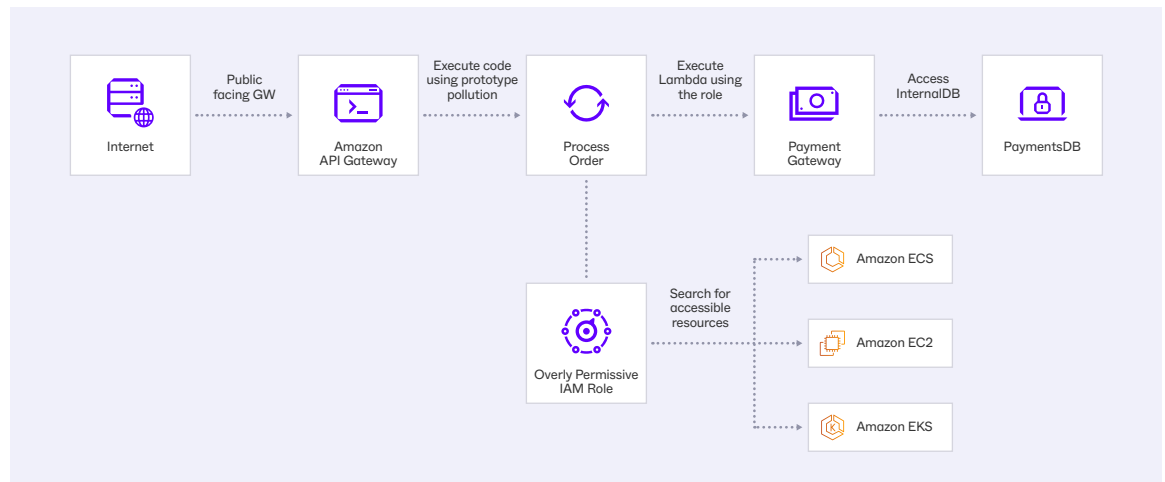 Public
facing GW
Execute code
using prototype
pollution
Execute
Lambda using
the role
Access
InternalDB
Internet
Amazon
API Gateway
Process
Order
Payment
Gateway
PaymentsDB
Search for
accessible
resources
Overly Permissive
IAM Role
Amazon ECS
Amazon EC2
K
Amazon EKS